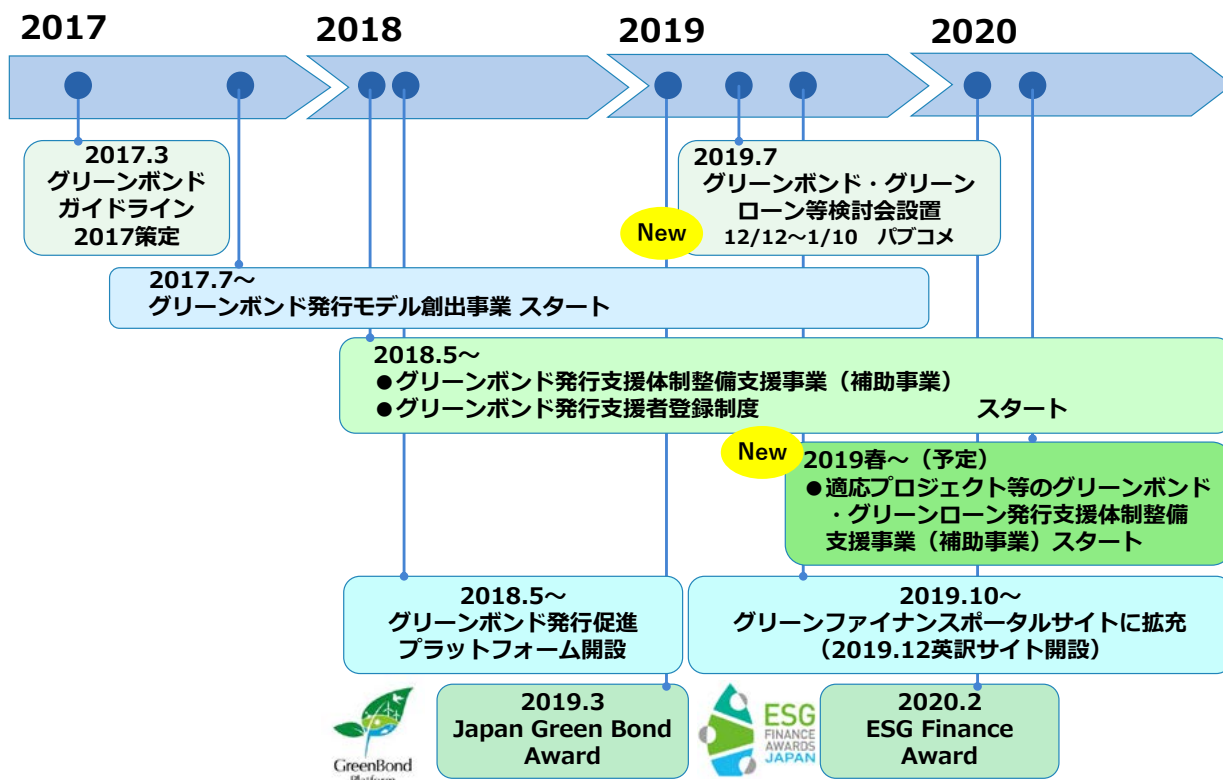 2017
2018
2019
2020
2017.3
グリーンボンド
ガイドライン
2017策定
2019.7
グリーンボンド・グリーン
ローン等検討会設置
12/12～1/10 パブコメ
New
2017.7～
グリーンボンド発行モデル創出事業 スタート
2018.5～
●グリーンボンド発行支援体制整備支援事業（補助事業）
●グリーンボンド発行支援者登録制度 スタート
New
2019春～（予定）
●適応プロジェクト等のグリーンボンド
・グリーンローン発行支援体制整備
支援事業（補助事業）スタート
2018.5～
グリーンボンド発行促進
プラットフォーム開設
2019.10～
グリーンファイナンスポータルサイトに拡充
（2019.12英訳サイト開設）
GreenBond
Platform
2019.3
Japan Green Bond
Award
ESG
FINANCE
AWARDS
JAPAN
2020.2
ESG Finance
Award